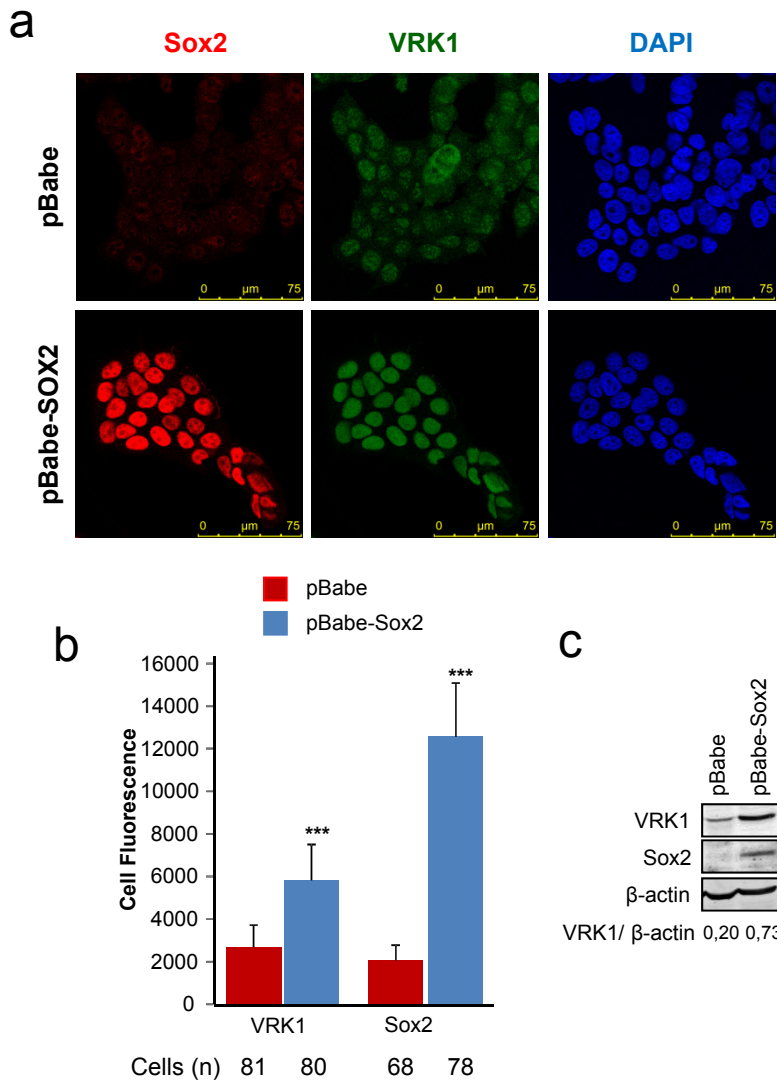 a
Sox2 VRK1 DAPI
pBabe
0 µm 75 0 µm 75 0 µm 75
pBabe-SOX2
0 µm 75 0 µm 75 0 µm 75
pBabe
pBabe-Sox2
b
16000
14000
12000
10000
8000
6000
4000
2000
0
Cell Fluorescence
***
***
VRK1 Sox2
Cells (n) 81 80 68 78
c
pBabe
pBabe-Sox2
VRK1
Sox2
β-actin
VRK1/ β-actin 0,20 0,73